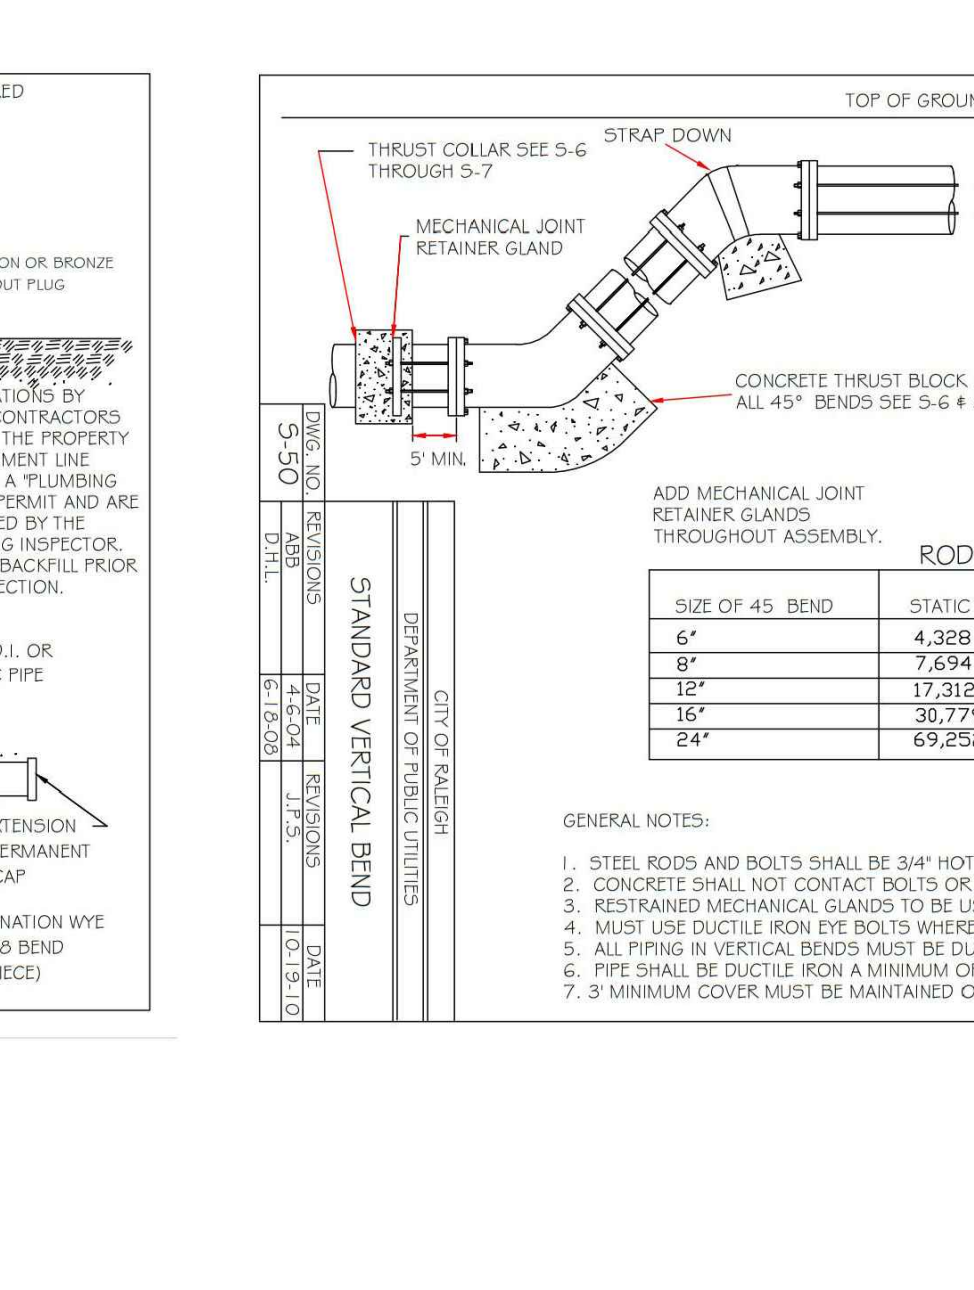 ON OR BRONZE
OUT PLUG
ATIONS BY
CONTRACTORS
THE PROPERTY
MENT LINE
A "PLUMBING
PERMIT AND ARE
ED BY THE
G INSPECTOR.
BACKFILL PRIOR
ECTION.
D.I. OR
PIPE
TENSION
ERMANENT
CAP
NATION WYE
8 BEND
IECE)
TOP OF GROUN
STRAP DOWN
THRUST COLLAR SEE S-6
THROUGH S-7
MECHANICAL JOINT
RETAINER GLAND
CONCRETE THRUST BLOCK
ALL 45° BENDS SEE S-6 &
5' MIN.
ADD MECHANICAL JOINT
RETAINER GLANDS
THROUGHOUT ASSEMBLY.
ROD
SIZE OF 45 BEND STATIC
6" 4,328
8" 7,694
12" 17,312
16" 30,779
24" 69,252
GENERAL NOTES:
1. STEEL RODS AND BOLTS SHALL BE 3/4" HOT
2. CONCRETE SHALL NOT CONTACT BOLTS OR
3. RESTRAINED MECHANICAL GLANDS TO BE US
4. MUST USE DUCTILE IRON EYE BOLTS WHERE
5. ALL PIPING IN VERTICAL BENDS MUST BE DU
6. PIPE SHALL BE DUCTILE IRON A MINIMUM OF
7. 3' MINIMUM COVER MUST BE MAINTAINED O
CITY OF RALEIGH
DEPARTMENT OF PUBLIC UTILITIES
STANDARD VERTICAL BEND
DWG. NO. REVISIONS DATE REVISIONS DATE
S-50 ABB 4-6-04 J.P.S. 10-19-10
D.H.L. 6-18-08